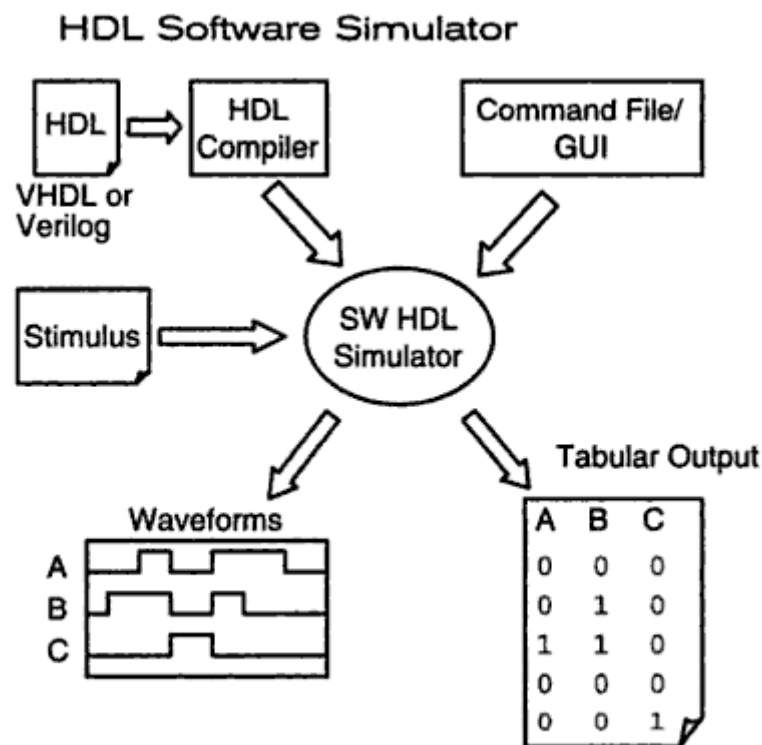 HDL Software Simulator
HDL
HDL
Compiler
Command File/
GUI
VHDL or
Verilog
Stimulus
SW HDL
Simulator
Waveforms
A
B
C
Tabular Output
A B C
0 0 0
0 1 0
1 1 0
0 0 0
0 0 1